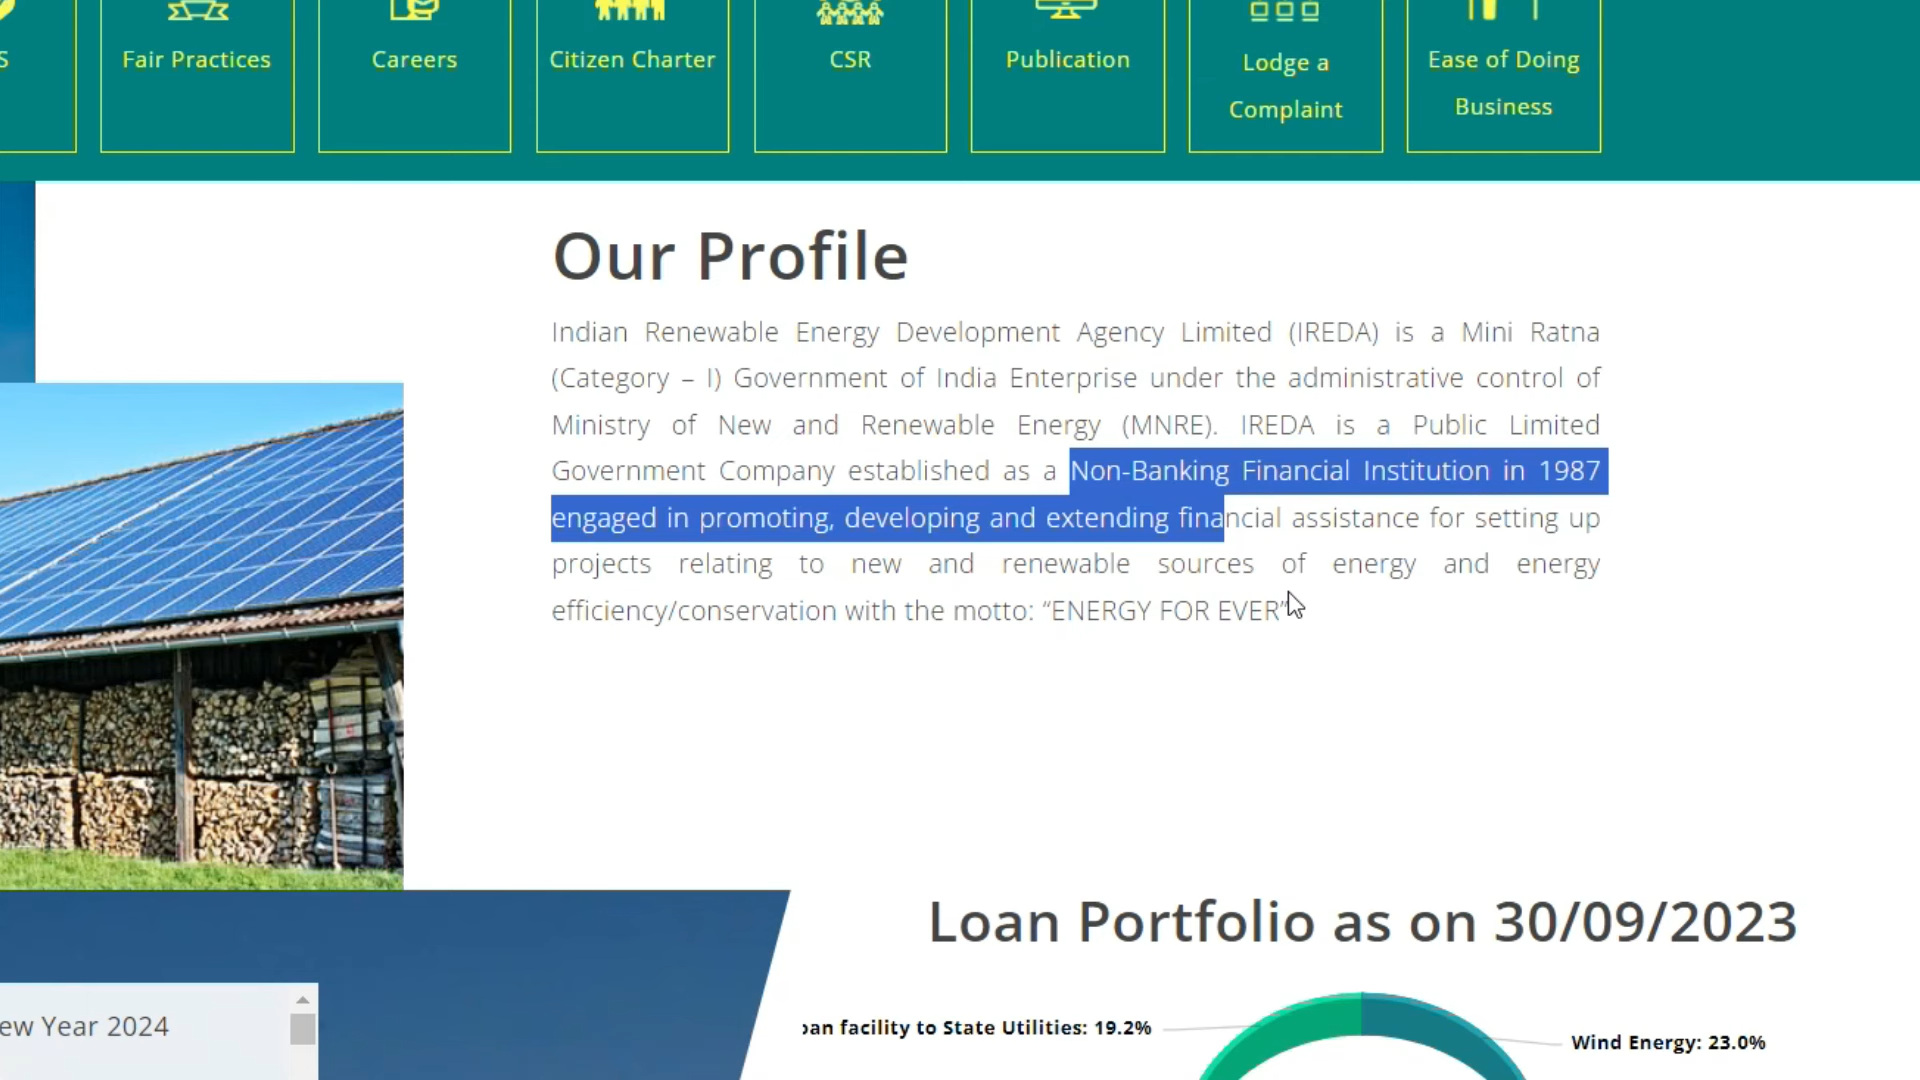 S
Fair Practices
Careers
Citizen Charter
CSR
Publication
Lodge a
Complaint
Ease of Doing
Business
Our Profile
Indian Renewable Energy Development Agency Limited (IREDA) is a Mini Ratna
(Category – I) Government of India Enterprise under the administrative control of
Ministry of New and Renewable Energy (MNRE). IREDA is a Public Limited
Government Company established as a Non-Banking Financial Institution in 1987
engaged in promoting, developing and extending financial assistance for setting up
projects relating to new and renewable sources of energy and energy
efficiency/conservation with the motto: “ENERGY FOR EVER”
Loan Portfolio as on 30/09/2023
ew Year 2024
oan facility to State Utilities: 19.2%
Wind Energy: 23.0%